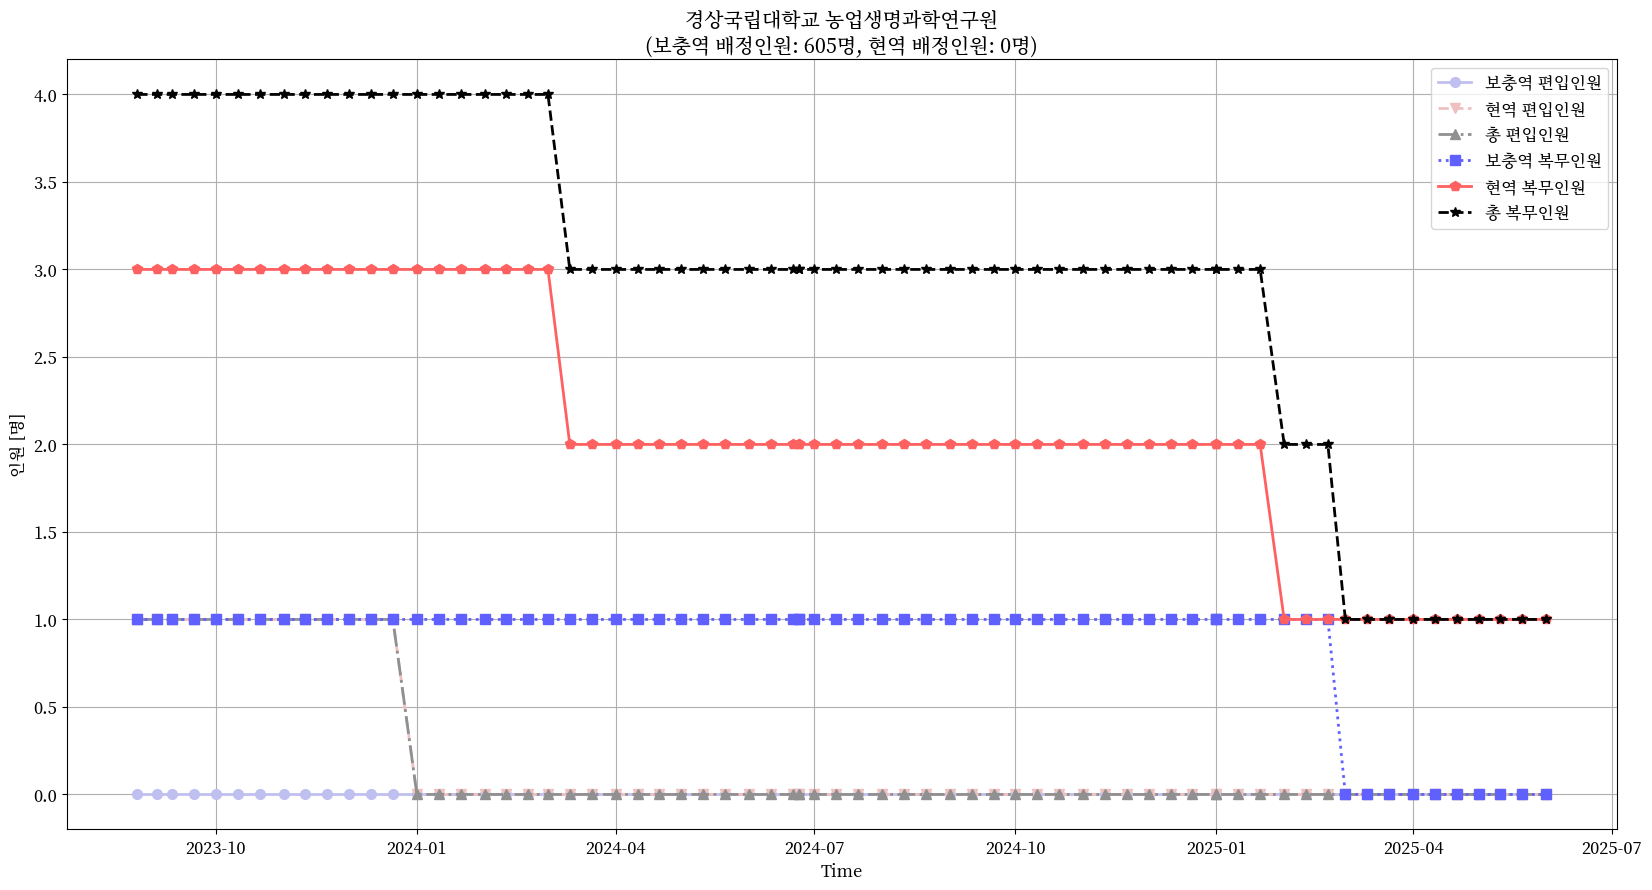 경상국립대학교 농업생명과학연구원
(보충역 배정인원: 605명, 현역 배정인원: 0명)
보충역 편입인원
현역 편입인원
총 편입인원
보충역 복무인원
현역 복무인원
총 복무인원
인원 [명]
4.0
3.5
3.0
2.5
2.0
1.5
1.0
0.5
0.0
2023-10
2024-01
2024-04
2024-07
2024-10
2025-01
2025-04
2025-07
Time